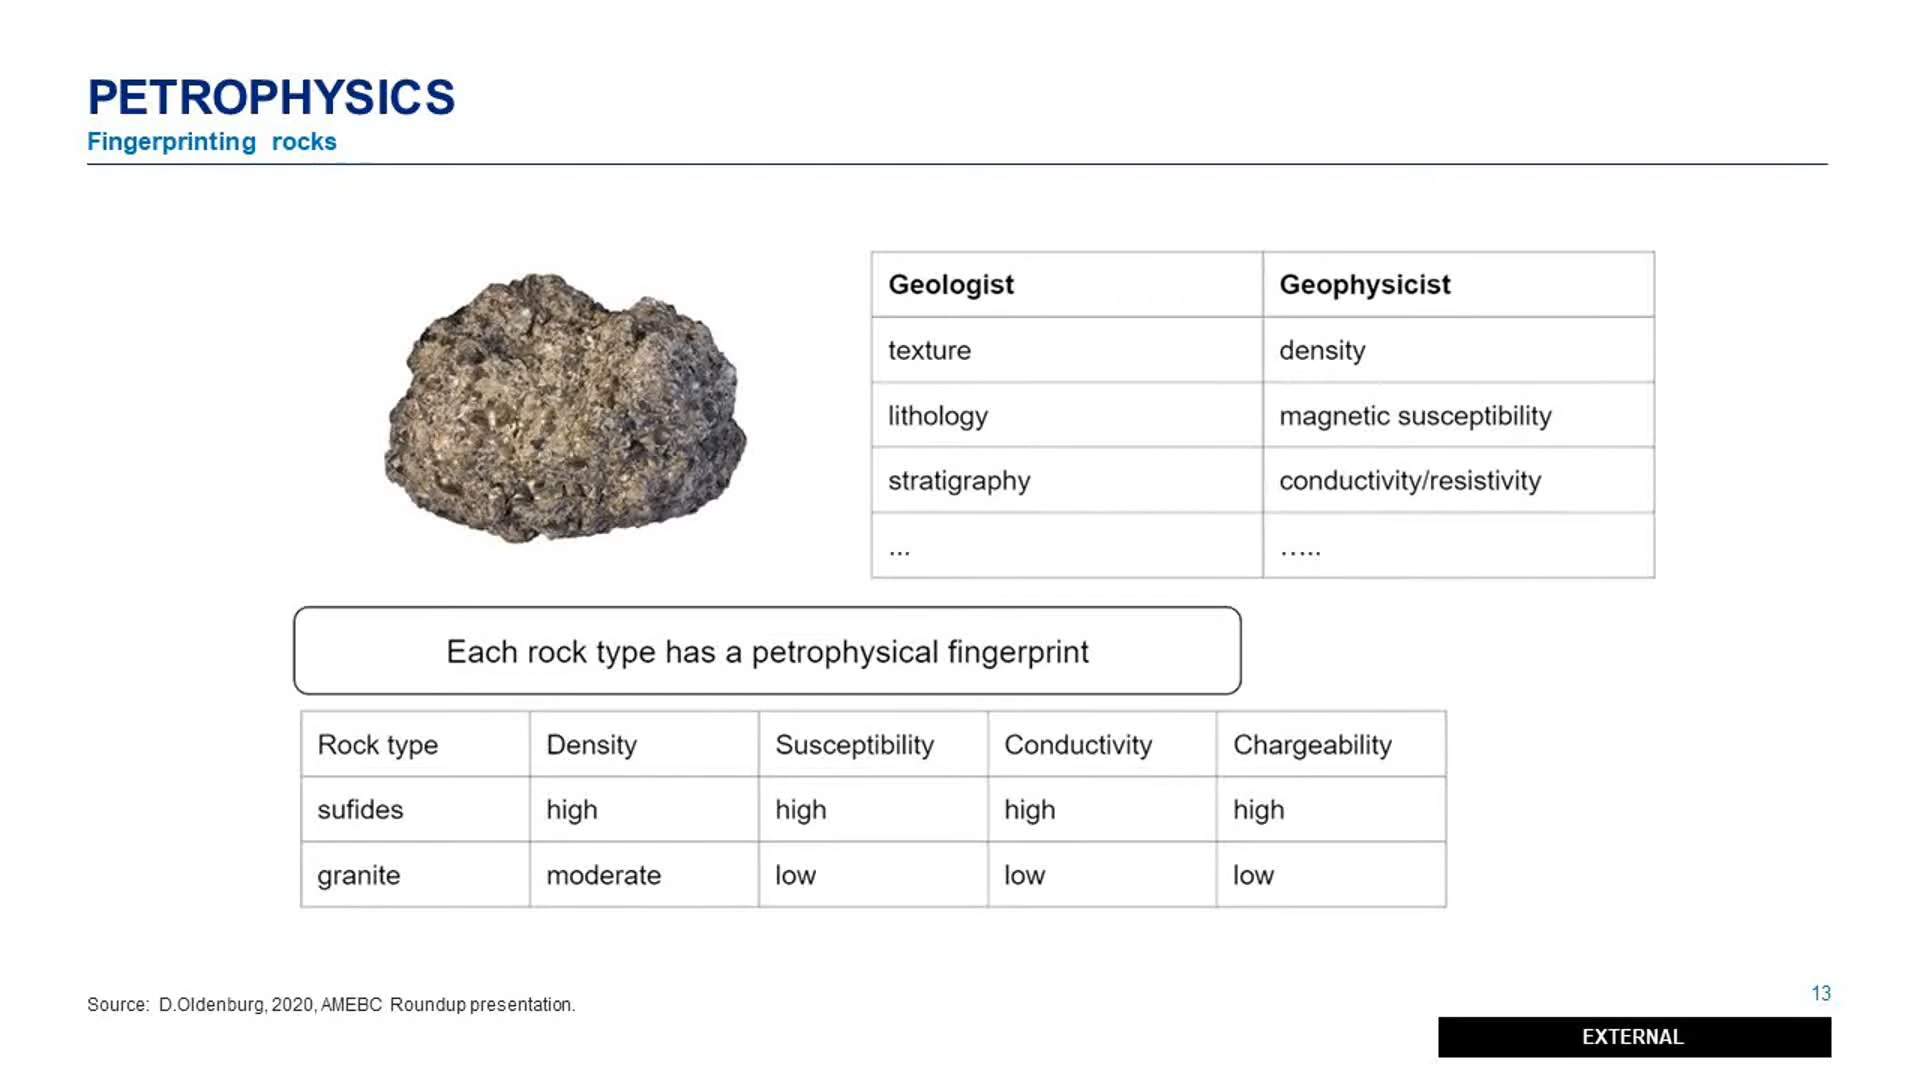 PETROPHYSICS
Fingerprinting rocks
Geologist Geophysicist
texture density
lithology magnetic susceptibility
stratigraphy conductivity/resistivity
... .....
Each rock type has a petrophysical fingerprint
Rock type Density Susceptibility Conductivity Chargeability
sufides high high high high
granite moderate low low low
Source: D.Oldenburg, 2020, AMEBC Roundup presentation.
13
EXTERNAL